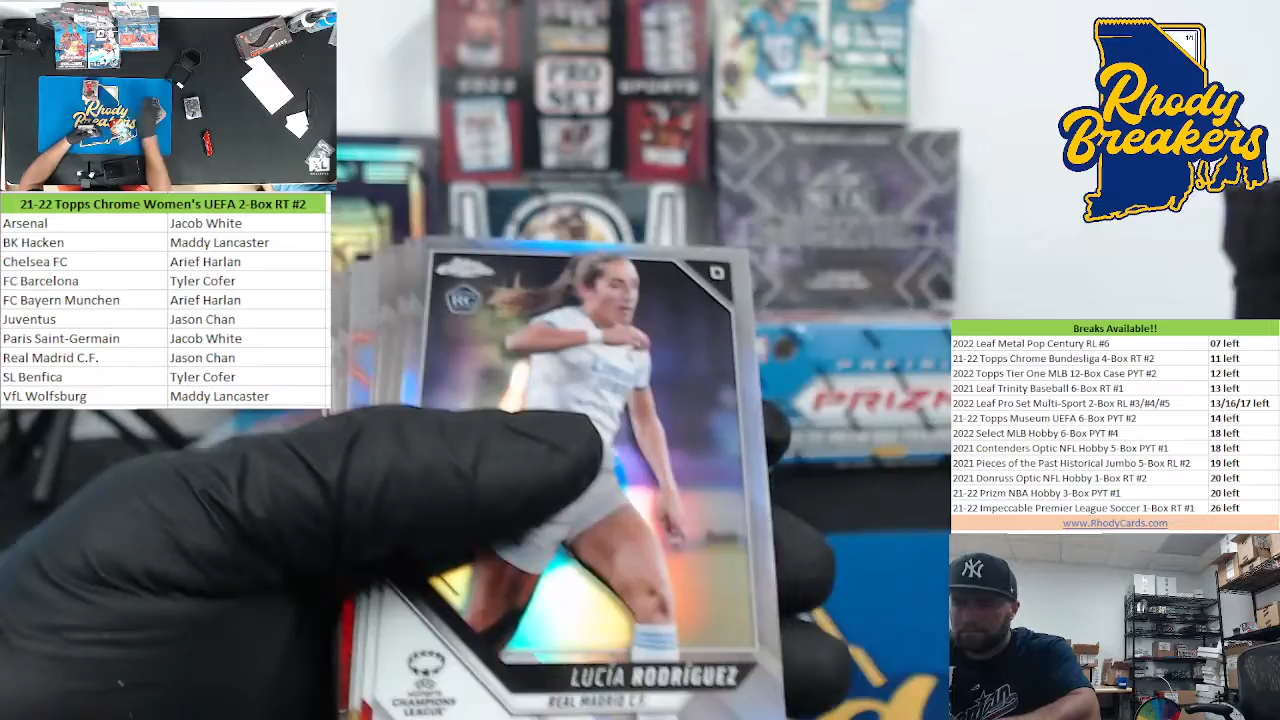 21-22 Topps Chrome Women's UEFA 2-Box RT #2
Arsenal Jacob White
BK Hacken Maddy Lancaster
Chelsea FC Arief Harlan
FC Barcelona Tyler Cofer
FC Bayern Munchen Arief Harlan
Juventus Jason Chan
Paris Saint-Germain Jacob White
Real Madrid C.F. Jason Chan
SL Benfica Tyler Cofer
VfL Wolfsburg Maddy Lancaster
PRO
SET
SPORTS
Chrome
RC
LUCÍA RODRÍGUEZ
REAL MADRID C.F.
CHAMPIONS
LEAGUE
PRIZM
Rhody
Breakers
Breaks Available!!
2022 Leaf Metal Pop Century RL #6 07 left
21-22 Topps Chrome Bundesliga 4-Box RT #2 11 left
2022 Topps Tier One MLB 12-Box Case PYT #2 12 left
2021 Leaf Trinity Baseball 6-Box RT #1 13 left
2022 Leaf Pro Set Multi-Sport 2-Box RL #3/#4/#5 13/16/17 left
21-22 Topps Museum UEFA 6-Box PYT #2 14 left
2022 Select MLB Hobby 6-Box PYT #4 18 left
2021 Contenders Optic NFL Hobby 5-Box PYT #1 18 left
2021 Pieces of the Past Historical Jumbo 5-Box RL #2 19 left
2021 Donruss Optic NFL Hobby 1-Box RT #2 20 left
21-22 Prizm NBA Hobby 3-Box PYT #1 20 left
21-22 Impeccable Premier League Soccer 1-Box RT #1 26 left
www.RhodyCards.com